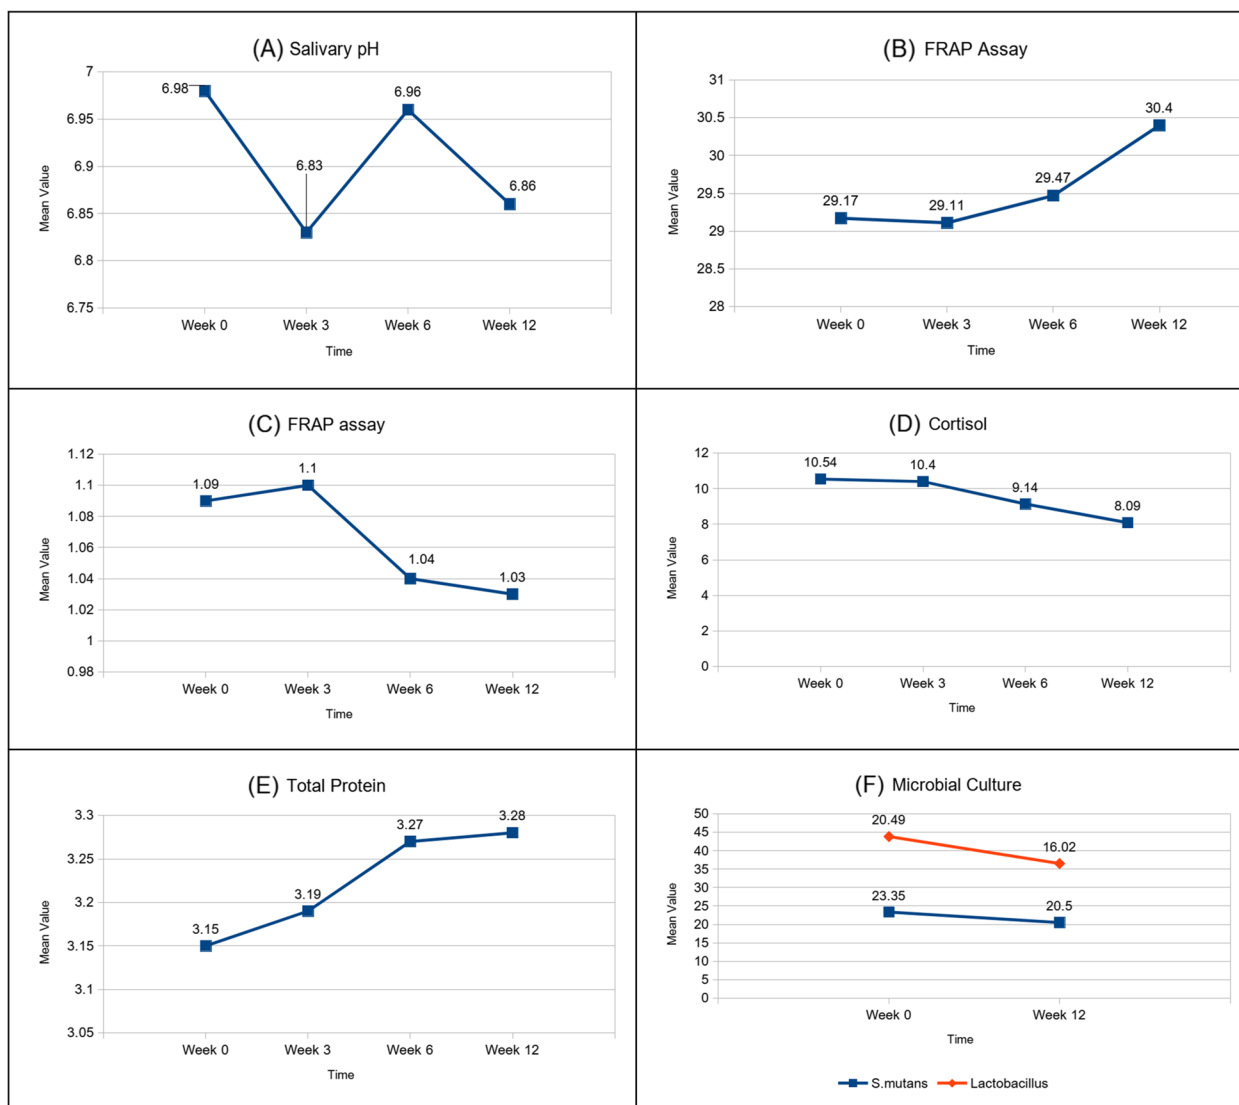 (A) Salivary pH
7
6.95
6.9
6.85
6.8
6.75
Mean Value
6.98
6.83
6.96
6.86
Week 0 Week 3 Week 6 Week 12
Time
(B) FRAP Assay
31
30.5
30
29.5
29
28.5
28
Mean Value
29.17
29.11
29.47
30.4
Week 0 Week 3 Week 6 Week 12
Time
(C) FRAP assay
1.12
1.1
1.08
1.06
1.04
1.02
1
0.98
Mean Value
1.09
1.1
1.04
1.03
Week 0 Week 3 Week 6 Week 12
Time
(D) Cortisol
12
10
8
6
4
2
0
Mean Value
10.54
10.4
9.14
8.09
Week 0 Week 3 Week 6 Week 12
Time
(E) Total Protein
3.3
3.25
3.2
3.15
3.1
3.05
Mean Value
3.15
3.19
3.27
3.28
Week 0 Week 3 Week 6 Week 12
Time
(F) Microbial Culture
50
45
40
35
30
25
20
15
10
5
0
Mean Value
20.49
16.02
23.35
20.5
Week 0 Week 12
Time
S.mutans Lactobacillus